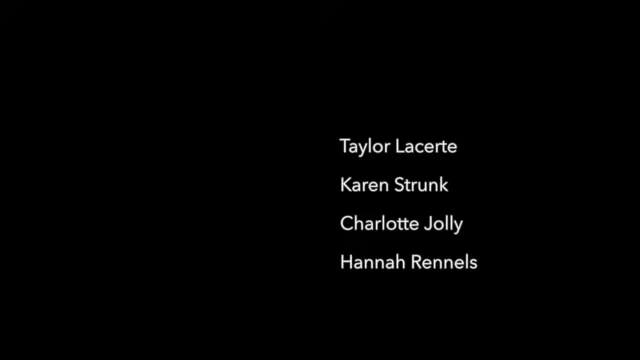 Taylor Lacerte
Karen Strunk
Charlotte Jolly
Hannah Rennels